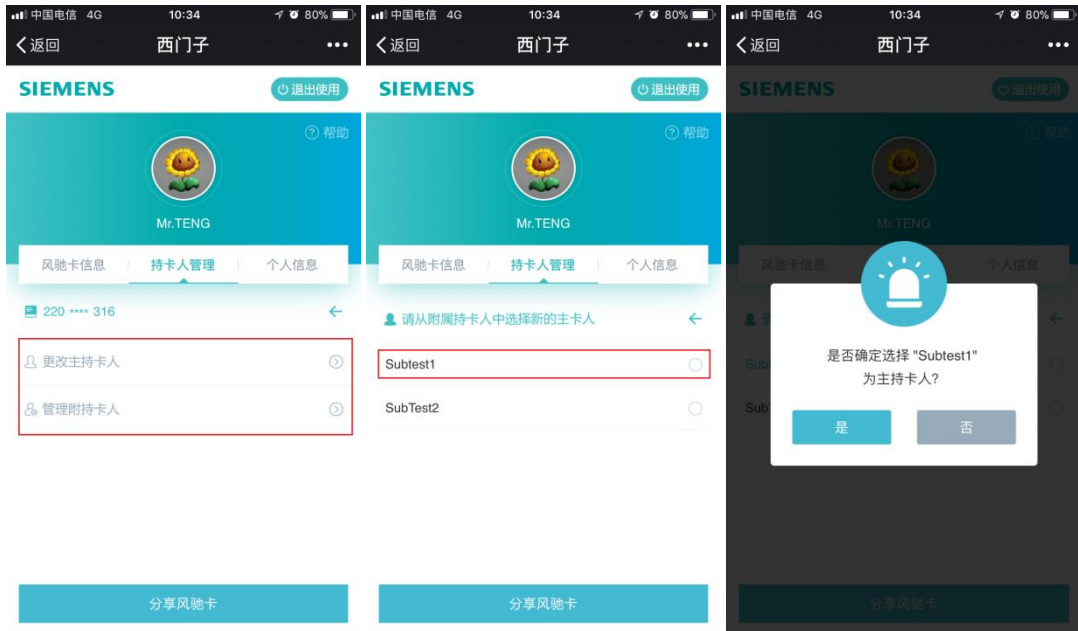 中国电信 4G 10:34 80%
返回 西门子
SIEMENS 退出使用
帮助
Mr.TENG
风驰卡信息 持卡人管理 个人信息
220 **** 316
更改主持卡人
管理附持卡人
分享风驰卡
中国电信 4G 10:34 80%
返回 西门子
SIEMENS 退出使用
帮助
Mr.TENG
风驰卡信息 持卡人管理 个人信息
请从附属持卡人中选择新的主卡人
Subtest1
SubTest2
分享风驰卡
中国电信 4G 10:34 80%
返回 西门子
SIEMENS 退出使用
帮助
Mr.TENG
风驰卡信息 个人信息
请
Sub
是否确定选择 "Subtest1"
为主持卡人?
Sub
是 否
分享风驰卡